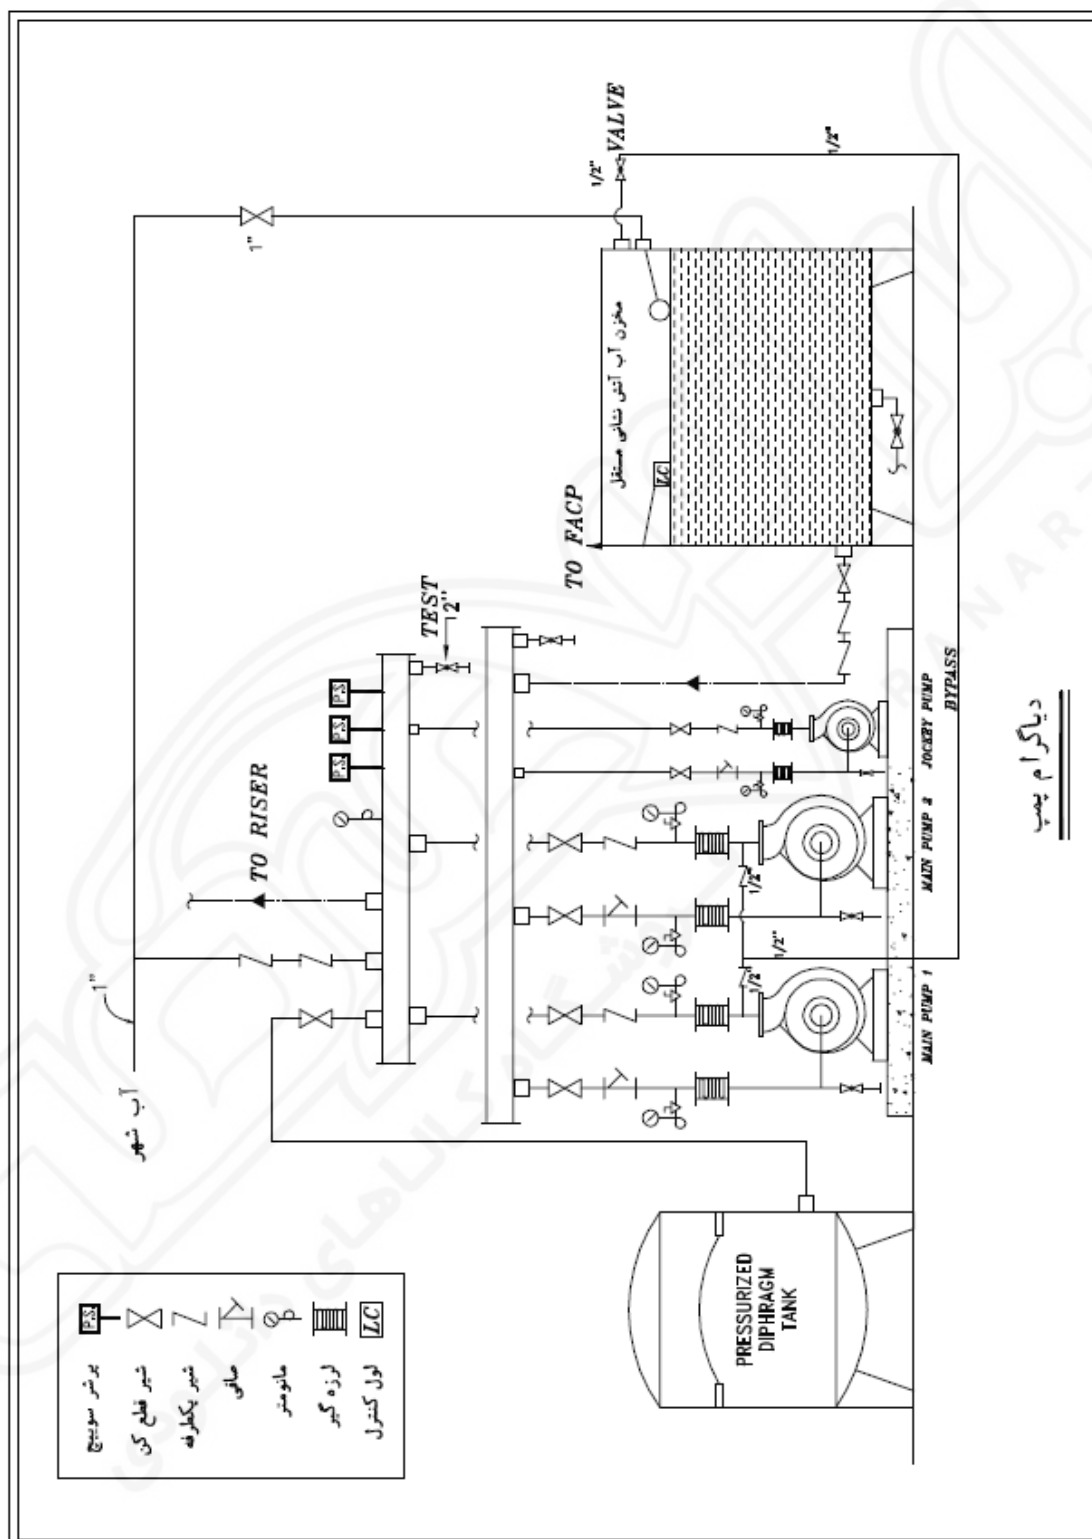 آب شهر
1"
1"
TO RISER
P.S.
P.S.
P.S.
TEST
2"
TO FACP
1/2"
VALVE
1/2"
مخزن آب آتش نشانی مستقل
LC
1/2"
1/2"
1/2"
MAIN PUMP 1
MAIN PUMP 2
JOCKEY PUMP
BYPASS
PRESSURIZED
DIPHRAGM
TANK
P.S.
پرشر سوییچ
شیر قطع کن
شیر یکطرفه
صافی
مانومتر
لرزه گیر
LC
لول کنترل
دیاگرام پمپ